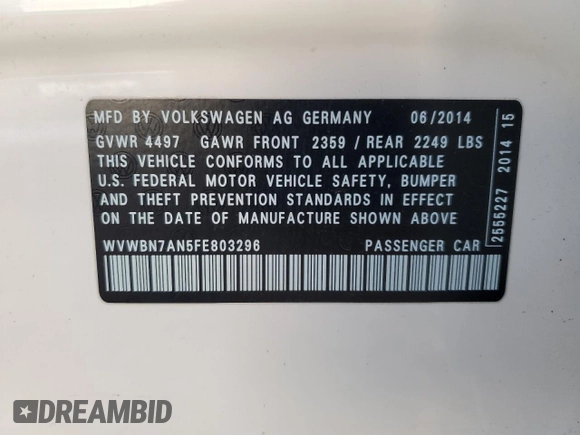 MFD BY VOLKSWAGEN AG GERMANY 06/2014
GVWR 4497 GAWR FRONT 2359 / REAR 2249 LBS
THIS VEHICLE CONFORMS TO ALL APPLICABLE
U.S. FEDERAL MOTOR VEHICLE SAFETY, BUMPER
AND THEFT PREVENTION STANDARDS IN EFFECT
ON THE DATE OF MANUFACTURE SHOWN ABOVE
WVWBN7AN5FE803296 PASSENGER CAR
2555227 2014 15
DREAMBID